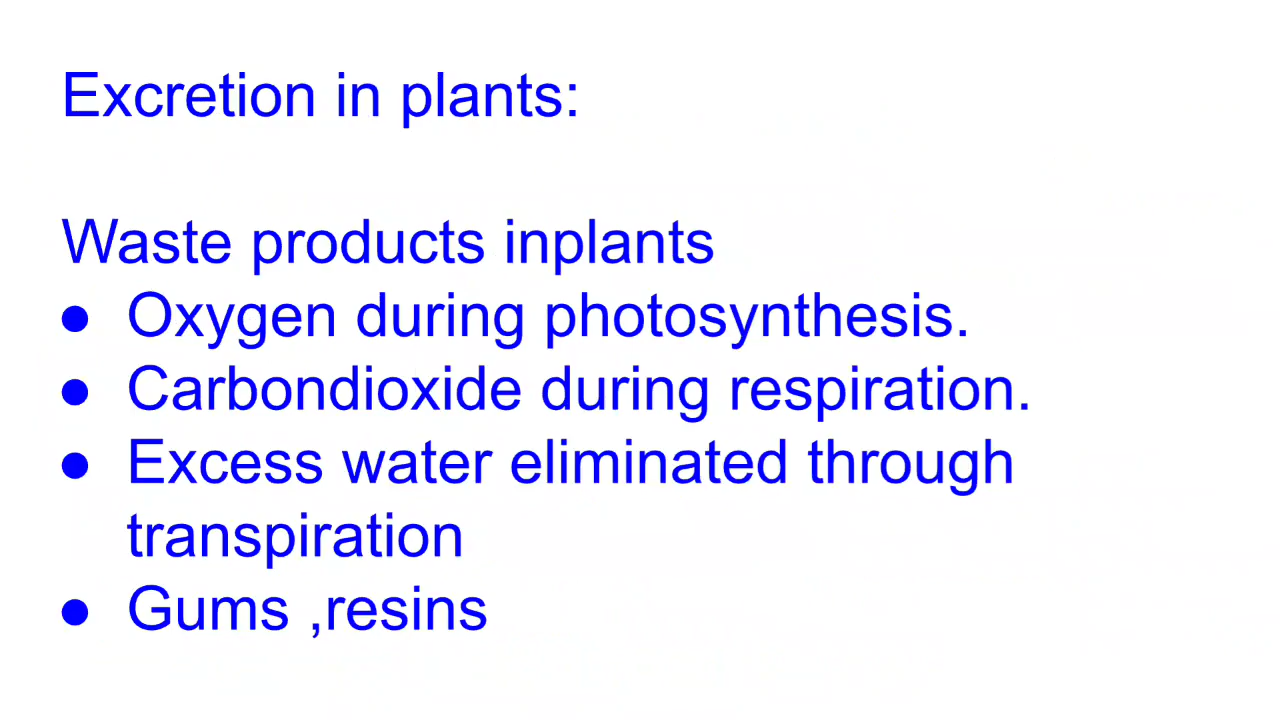 Excretion in plants:
Waste products inplants
● Oxygen during photosynthesis.
● Carbondioxide during respiration.
● Excess water eliminated through
transpiration
● Gums ,resins